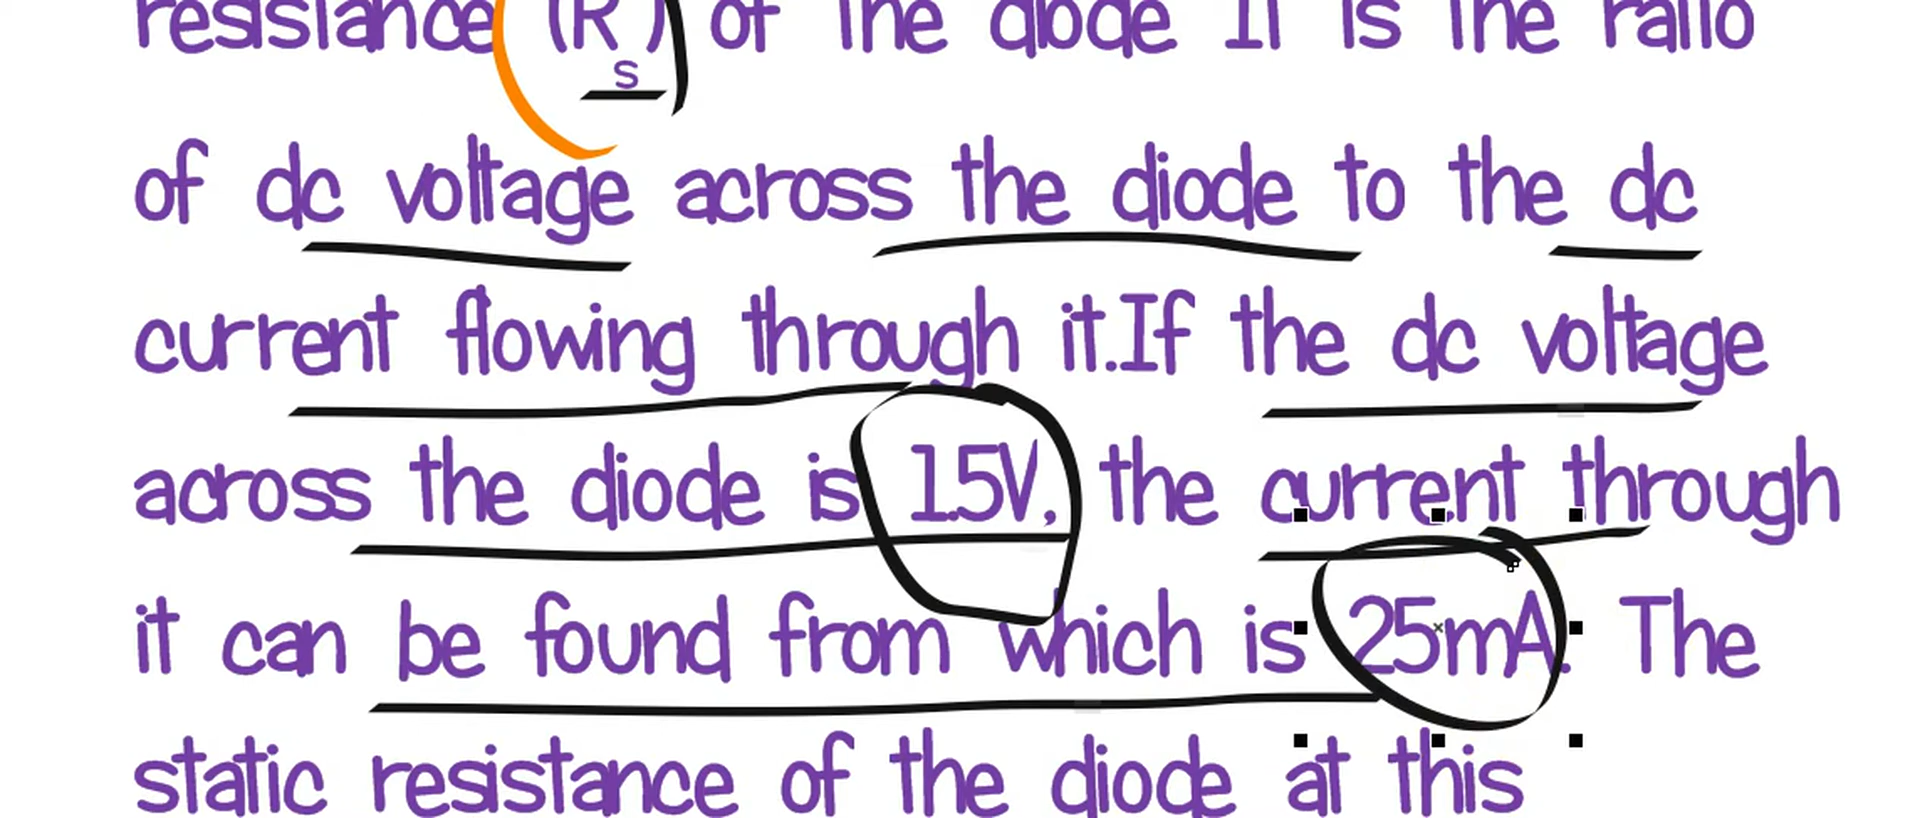 resistance (Rs) of the diode It is the ratio
of dc voltage across the diode to the dc
current flowing through it.If the dc voltage
across the diode is 1.5V, the current through
it can be found from which is 25mA. The
static resistance of the diode at this